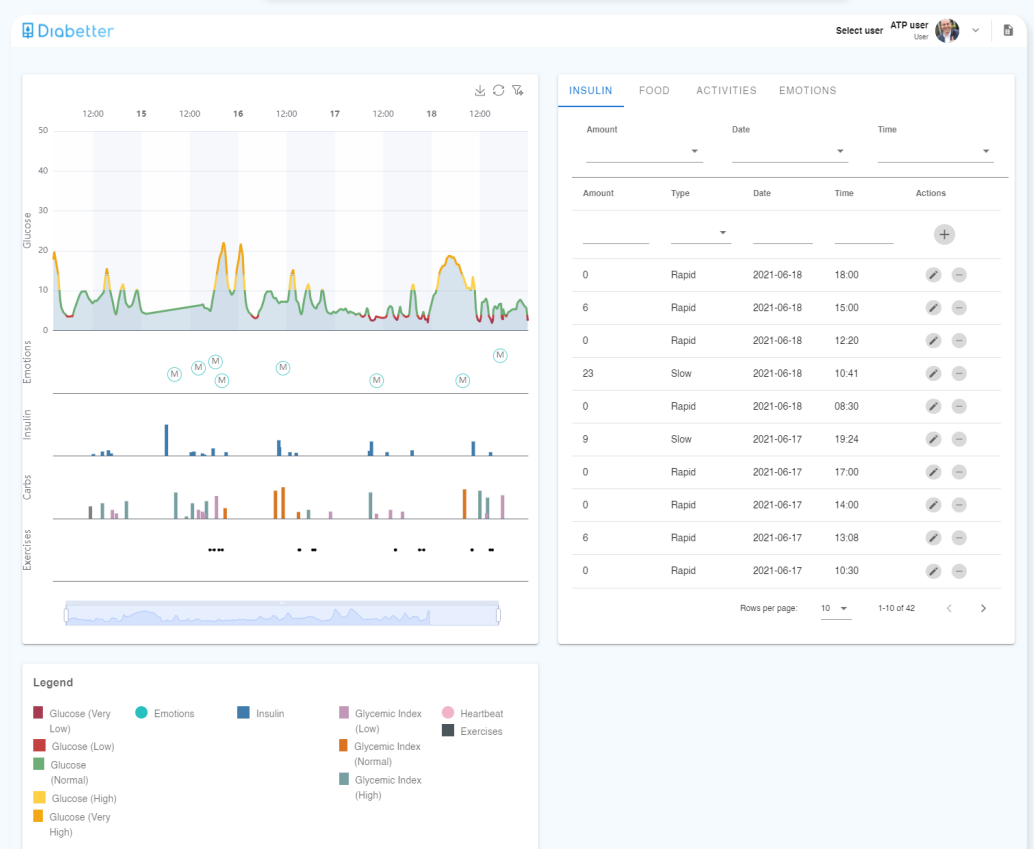 Diabetter
Select user
ATP user
User
12:00 15 12:00 16 12:00 17 12:00 18 12:00
50
40
30
20
10
0
Glucose
Emotions
M M M M M M M M
Insulin
Carbs
Exercises
INSULIN FOOD ACTIVITIES EMOTIONS
Amount Date Time
Amount Type Date Time Actions
0 Rapid 2021-06-18 18:00
6 Rapid 2021-06-18 15:00
0 Rapid 2021-06-18 12:20
23 Slow 2021-06-18 10:41
0 Rapid 2021-06-18 08:30
9 Slow 2021-06-17 19:24
0 Rapid 2021-06-17 17:00
0 Rapid 2021-06-17 14:00
6 Rapid 2021-06-17 13:08
0 Rapid 2021-06-17 10:30
Rows per page: 10 1-10 of 42
Legend
Glucose (Very
Low)
Glucose (Low)
Glucose
(Normal)
Glucose (High)
Glucose (Very
High)
Emotions
Insulin
Glycemic Index
(Low)
Glycemic Index
(Normal)
Glycemic Index
(High)
Heartbeat
Exercises